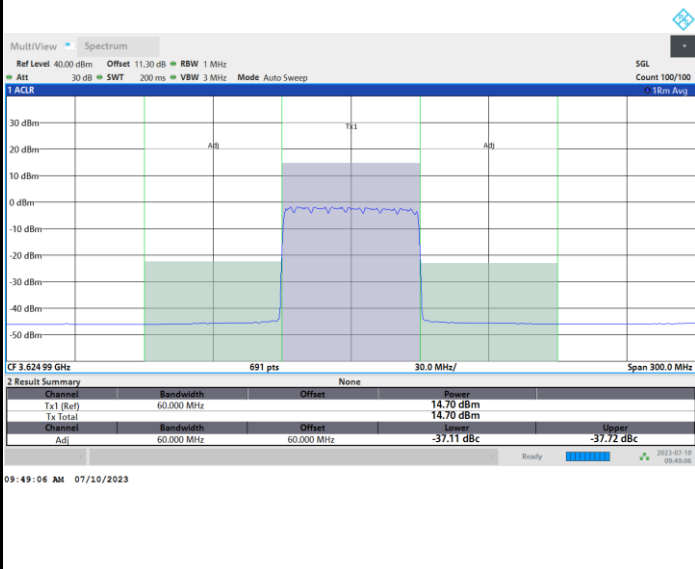 MultiView Spectrum
Ref Level 40.00 dBm Offset 11.30 dB RBW 1 MHz SGL
Att 30 dB SWT 200 ms VBW 3 MHz Mode Auto Sweep Count 100/100
1 ACLR 1Rm Avg
30 dBm
Tx1
20 dBm
Adj Adj
10 dBm
0 dBm
-10 dBm
-20 dBm
-30 dBm
-40 dBm
-50 dBm
CF 3.624 99 GHz 691 pts 30.0 MHz/ Span 300.0 MHz
2 Result Summary None
Channel Bandwidth Offset Power
Tx1 (Ref) 60.000 MHz 14.70 dBm
Tx Total 14.70 dBm
Channel Bandwidth Offset Lower Upper
Adj 60.000 MHz 60.000 MHz -37.11 dBc -37.72 dBc
Ready 2023-07-10
09:49:06
09:49:06 AM 07/10/2023